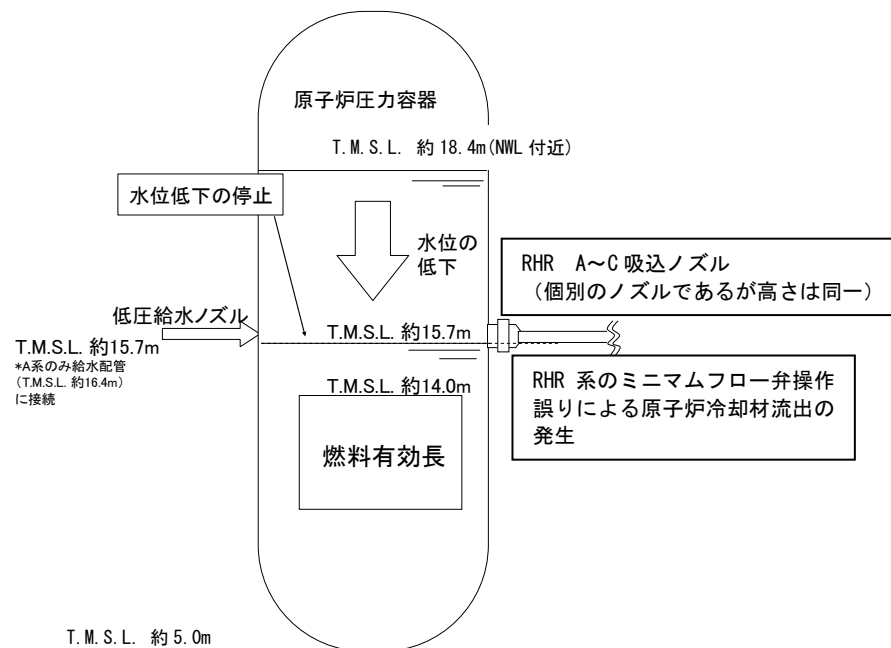 原子炉圧力容器
T.M.S.L. 約18.4m(NWL付近)
水位低下の停止
水位の
低下
RHR A～C吸込ノズル
(個別のノズルであるが高さは同一)
低圧給水ノズル
T.M.S.L. 約15.7m
T.M.S.L. 約15.7m
*A系のみ給水配管
(T.M.S.L. 約16.4m)
に接続
T.M.S.L. 約14.0m
RHR 系のミニマムフロー弁操作
誤りによる原子炉冷却材流出の
発生
燃料有効長
T.M.S.L. 約5.0m